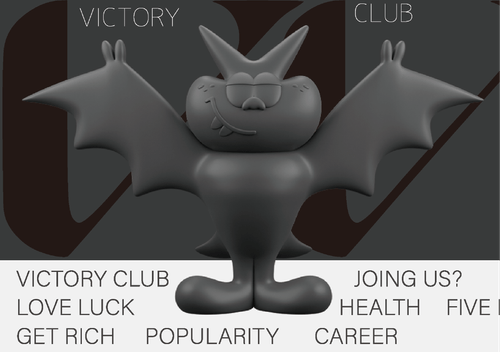 VICTORY CLUB
VICTORY CLUB JOING US?
LOVE LUCK HEALTH FIVE
GET RICH POPULARITY CAREER